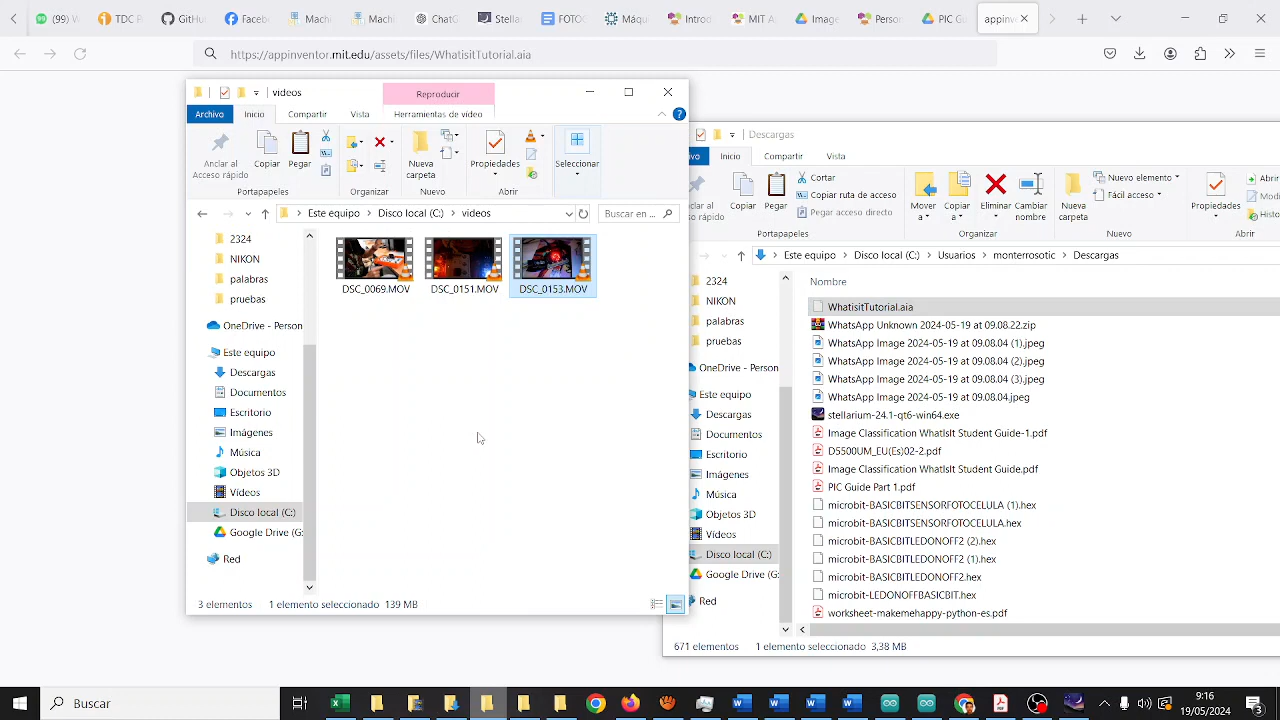 (99) V
TDC F
GitHu
Faceb
Machi
Machi
ChatG
Stella
FOTO
Máqu
Introd
MIT A
Image
Person
PIC G
appinve
https://appinventor.mit.edu/assets/files/WhatisitTutorial.aia
videos
Reproducir
Archivo
Inicio
Compartir
Vista
Herramientas de vídeo
Anclar al
Acceso rápido
Copiar
Pegar
Nueva
carpeta
Propiedades
Seleccionar
Portapapeles
Organizar
Nuevo
Abrir
Este equipo
Disco local (C:)
videos
Buscar en ...
2324
NIKON
palabras
pruebas
OneDrive - Person
Este equipo
Descargas
Documentos
Escritorio
Imágenes
Música
Objetos 3D
Vídeos
Disco local (C:)
Google Drive (G:
Red
DSC_0069.MOV
DSC_0151.MOV
DSC_0153.MOV
3 elementos
1 elemento seleccionado 139 MB
Descargas
vo
Inicio
Compartir
Vista
Copiar
Pegar
Cortar
Copiar ruta de acceso
Pegar acceso directo
Mover
a
Copiar
a
Eliminar
Cambiar
nombre
Nueva
carpeta
Nuevo elemento
Fácil acceso
Propiedades
Abrir
Modi
Histo
Portapapeles
Organizar
Nuevo
Abrir
Este equipo
Disco local (C:)
Usuarios
monterrosotic
Descargas
2324
NIKON
palabras
pruebas
OneDrive - Person
Este equipo
Descargas
Documentos
Escritorio
Imágenes
Música
Objetos 3D
Vídeos
Disco local (C:)
Google Drive (G:
Red
Nombre
WhatisitTutorial.aia
WhatsApp Unknown 2024-05-19 at 09.08.22.zip
WhatsApp Image 2024-05-19 at 09.08.04 (1).jpeg
WhatsApp Image 2024-05-19 at 09.08.04 (2).jpeg
WhatsApp Image 2024-05-19 at 09.08.04 (3).jpeg
WhatsApp Image 2024-05-19 at 09.08.04.jpeg
stellarium-24.1-qt6-win64.exe
Image Classification WhatIsIt Student Guide-1.pdf
D5500UM_EU(Es)02-2.pdf
Image Classification WhatIsIt Student Guide.pdf
PIC Guide Part 1.pdf
microbit-BASICBITSENSORFOTOCELULA (1).hex
microbit-BASICBITSENSORFOTOCELULA.hex
microbit-BASICBITLEDONOFF2 (2).hex
microbit-BASICBITLEDONOFF2 (1).hex
microbit-BASICBITLEDONOFF2.hex
microbit-LEDONOFFBASICBIT.hex
worksheet-makemehappy-python-es.pdf
671 elementos
1 elemento seleccionado 3,38 MB
Buscar
9:16
19/05/2024